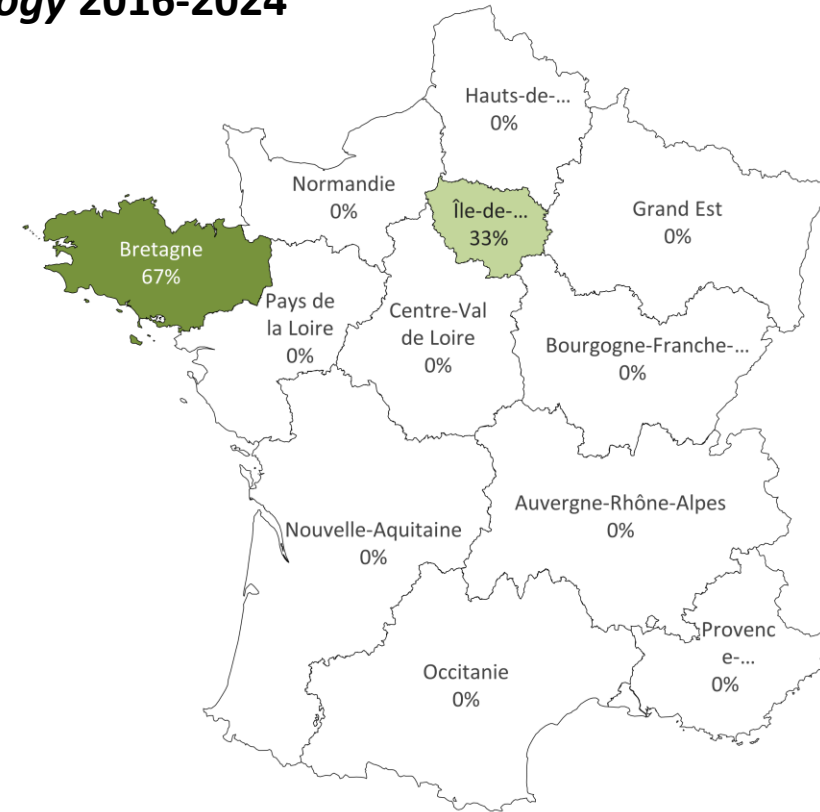 ogy 2016-2024
Hauts-de-...
0%
Normandie
0%
Île-de-...
33%
Grand Est
0%
Bretagne
67%
Pays de
la Loire
0%
Centre-Val
de Loire
0%
Bourgogne-Franche-...
0%
Auvergne-Rhône-Alpes
0%
Nouvelle-Aquitaine
0%
Provenc
e-...
0%
Occitanie
0%